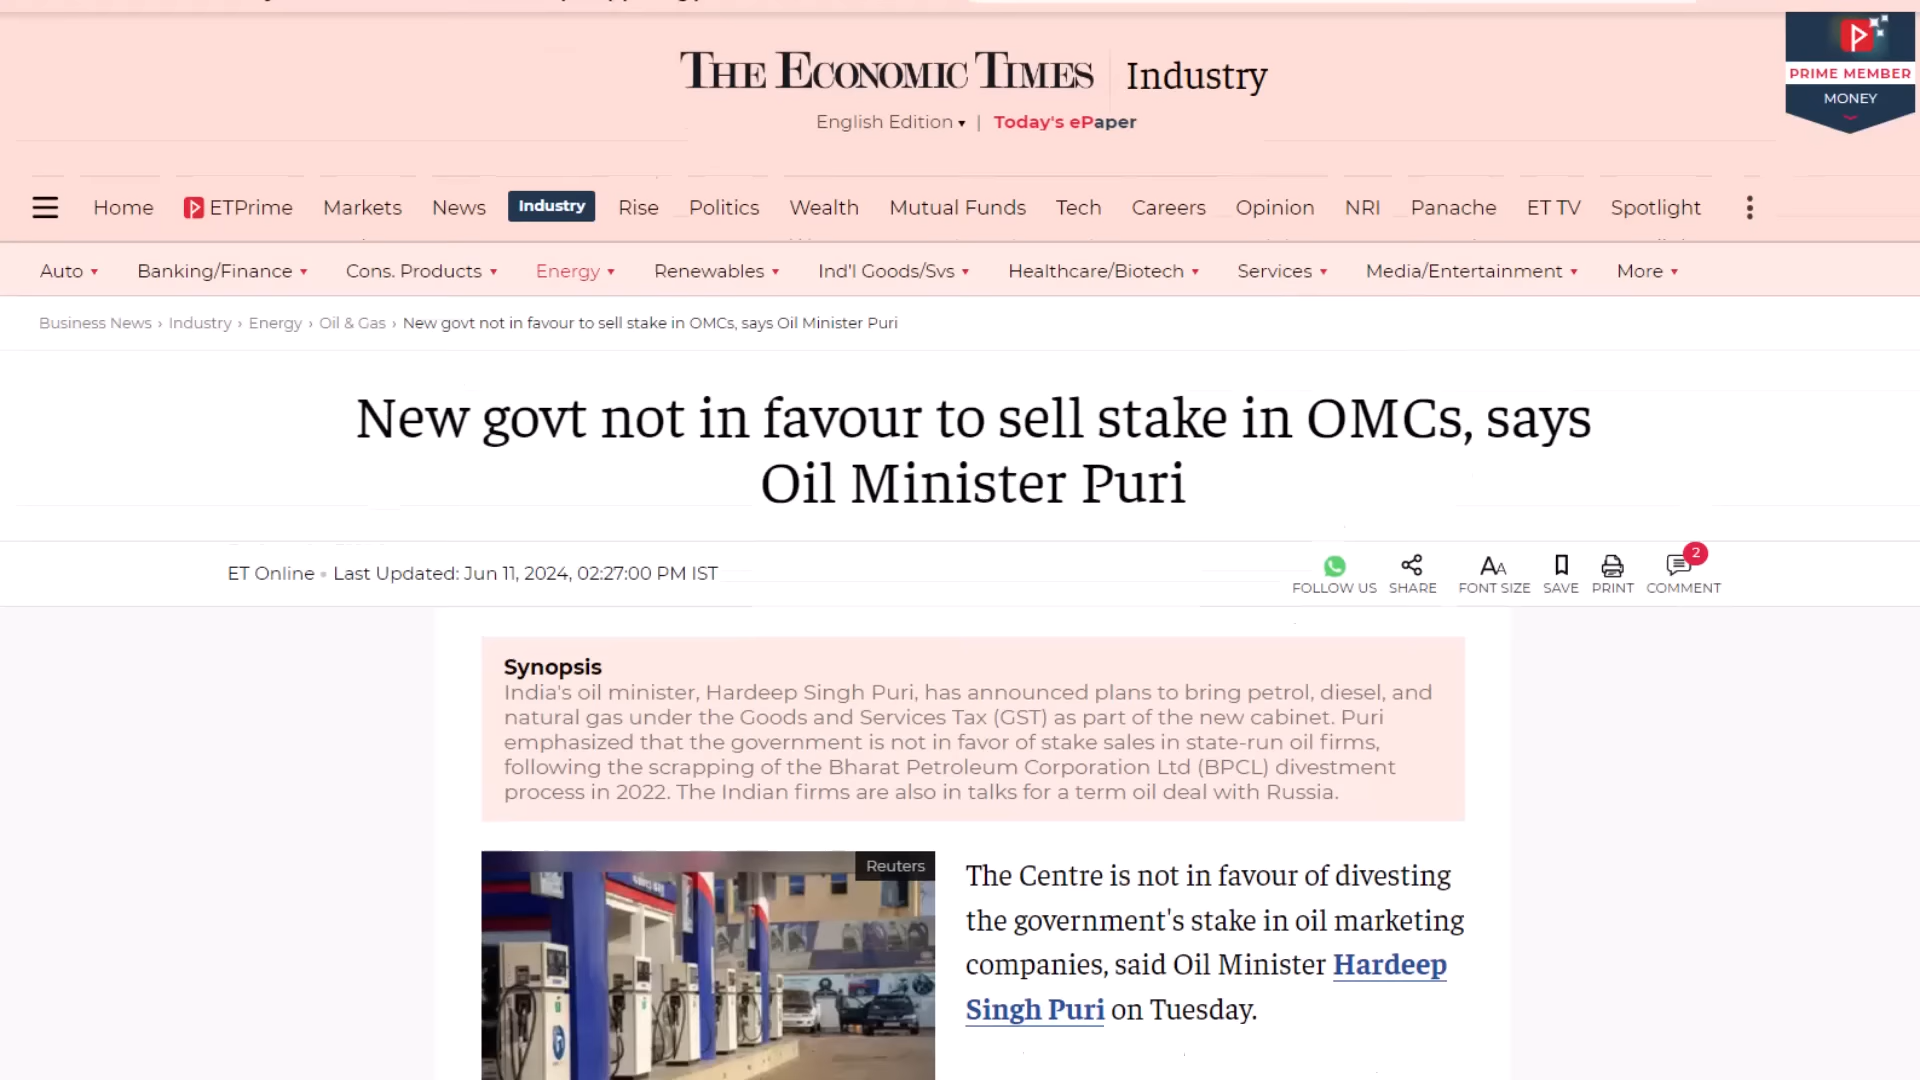 THE ECONOMIC TIMES | Industry
PRIME MEMBER
MONEY
English Edition | Today's ePaper
Home ETPrime Markets News Industry Rise Politics Wealth Mutual Funds Tech Careers Opinion NRI Panache ET TV Spotlight
Auto Banking/Finance Cons. Products Energy Renewables Ind'l Goods/Svs Healthcare/Biotech Services Media/Entertainment More
Business News › Industry › Energy › Oil & Gas › New govt not in favour to sell stake in OMCs, says Oil Minister Puri
New govt not in favour to sell stake in OMCs, says
Oil Minister Puri
ET Online • Last Updated: Jun 11, 2024, 02:27:00 PM IST
2
FOLLOW US SHARE FONT SIZE SAVE PRINT COMMENT
Synopsis
India's oil minister, Hardeep Singh Puri, has announced plans to bring petrol, diesel, and
natural gas under the Goods and Services Tax (GST) as part of the new cabinet. Puri
emphasized that the government is not in favor of stake sales in state-run oil firms,
following the scrapping of the Bharat Petroleum Corporation Ltd (BPCL) divestment
process in 2022. The Indian firms are also in talks for a term oil deal with Russia.
Reuters
The Centre is not in favour of divesting
the government's stake in oil marketing
companies, said Oil Minister Hardeep
Singh Puri on Tuesday.